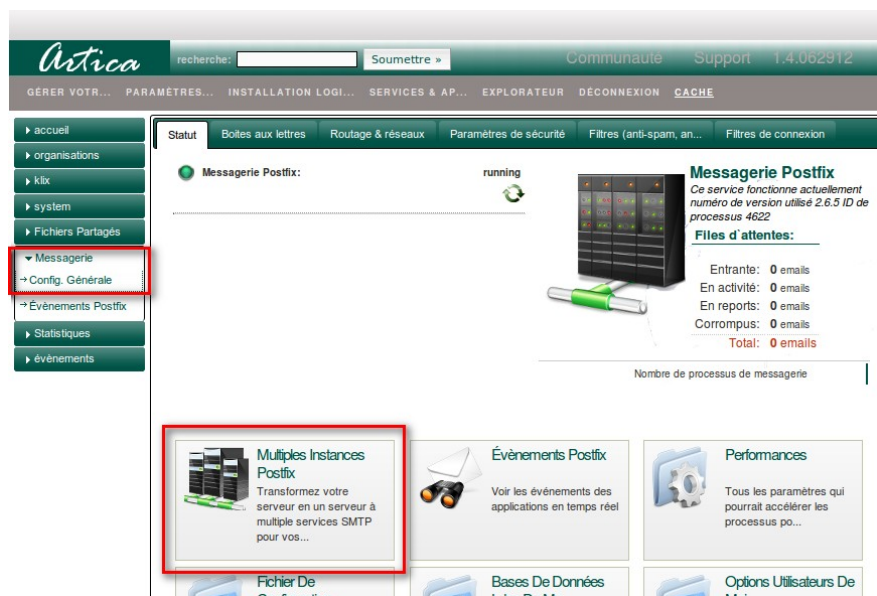 Artica
recherche:
Soumettre »
Communauté Support 1.4.062912
GÉRER VOTR... PARAMÈTRES... INSTALLATION LOGI... SERVICES & AP... EXPLORATEUR DÉCONNEXION CACHE
accueil
organisations
klix
system
Fichiers Partagés
Messagerie
Config. Générale
Évènements Postfix
Statistiques
évènements
Statut Boites aux lettres Routage & réseaux Paramètres de sécurité Filtres (anti-spam, an... Filtres de connexion
Messagerie Postfix: running
Messagerie Postfix
Ce service fonctionne actuellement
numéro de version utilisé 2.6.5 ID de
processus 4622
Files d`attentes:
Entrante: 0 emails
En activité: 0 emails
En reports: 0 emails
Corrompus: 0 emails
Total: 0 emails
Nombre de processus de messagerie
Multiples Instances
Postfix
Transformez votre
serveur en un serveur à
multiple services SMTP
pour vos...
Évènements Postfix
Voir les événements des
applications en temps réel
Performances
Tous les paramètres qui
pourrait accélérer les
processus po...
Fichier De
Bases De Données
Options Utilisateurs De